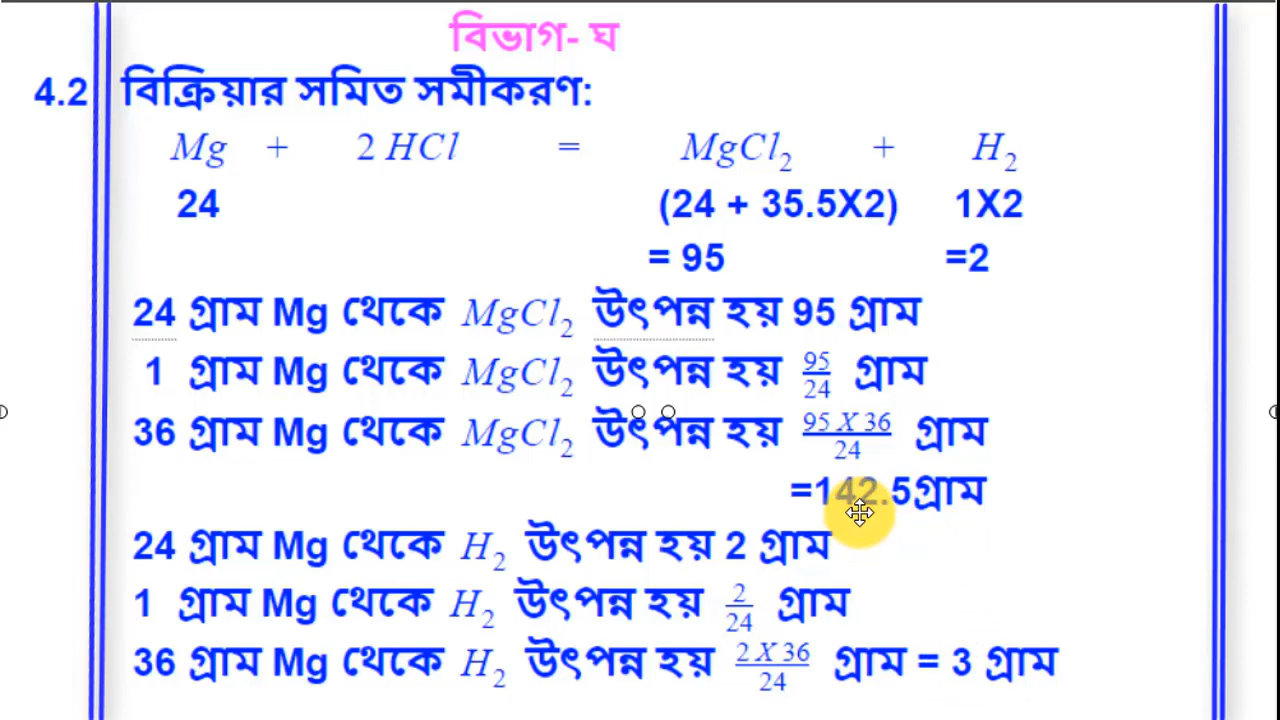 বিভাগ- ঘ
4.2 বিক্রিয়ার সমিত সমীকরণ:
Mg + 2 HCl = MgCl₂ + H₂
24 (24 + 35.5X2) 1X2
= 95 =2
24 গ্রাম Mg থেকে MgCl₂ উৎপন্ন হয় 95 গ্রাম
1 গ্রাম Mg থেকে MgCl₂ উৎপন্ন হয় 95/24 গ্রাম
36 গ্রাম Mg থেকে MgCl₂ উৎপন্ন হয় 95 X 36/24 গ্রাম
=142.5গ্রাম
24 গ্রাম Mg থেকে H₂ উৎপন্ন হয় 2 গ্রাম
1 গ্রাম Mg থেকে H₂ উৎপন্ন হয় 2/24 গ্রাম
36 গ্রাম Mg থেকে H₂ উৎপন্ন হয় 2 X 36/24 গ্রাম = 3 গ্রাম